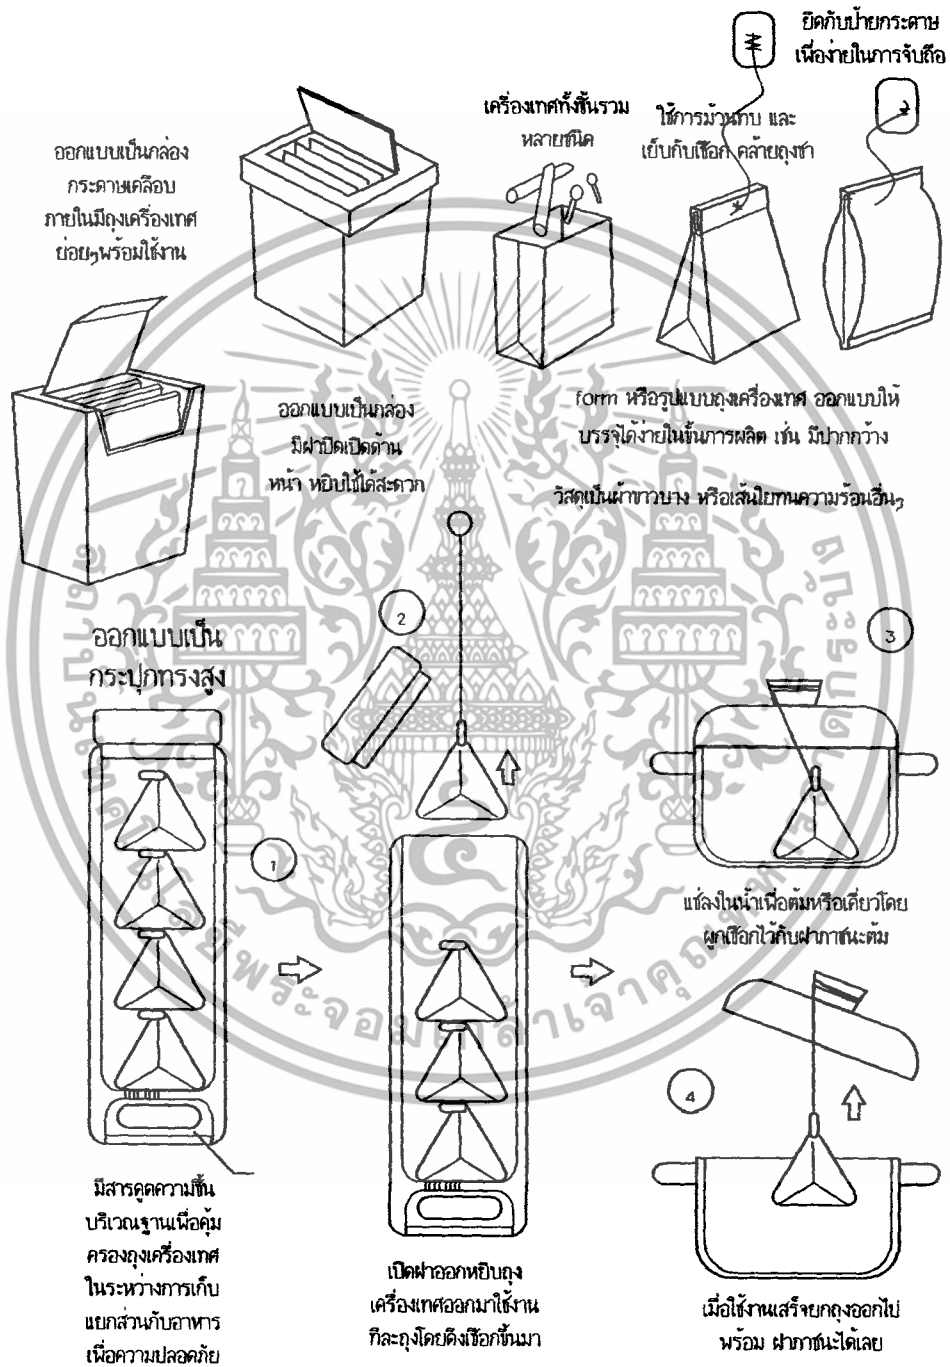 ยึดกับป้ายกระดาษ
เพื่อง่ายในการจับถือ
เครื่องเทศทั้งชิ้นรวม
หลายชนิด
ใช้การม้วนทบ และ
เย็บกับเชือก คล้ายถุงชา
ออกแบบเป็นกล่อง
กระดาษเคลือบ
ภายในมีถุงเครื่องเทศ
ย่อยๆพร้อมใช้งาน
ออกแบบเป็นกล่อง
มีฝาปิดเปิดด้าน
หน้า หยิบใช้ได้สะดวก
form หรือรูปแบบถุงเครื่องเทศ ออกแบบให้
บรรจุได้ง่ายในขั้นการผลิต เช่น มีปากกว้าง
วัสดุเป็นผ้าขาวบาง หรือเส้นใยทนความร้อนอื่นๆ
ออกแบบเป็น
กระปุกทรงสูง
1
2
3
แช่ลงในน้ำเพื่อต้มหรือเคี่ยวโดย
ผูกเชือกไว้กับฝาภาชนะต้ม
4
มีสารดูดความชื้น
บริเวณฐานเพื่อคุ้ม
ครองถุงเครื่องเทศ
ในระหว่างการเก็บ
แยกส่วนกับอาหาร
เพื่อความปลอดภัย
เปิดฝาออกหยิบถุง
เครื่องเทศออกมาใช้งาน
ทีละถุงโดยดึงเชือกขึ้นมา
เมื่อใช้งานเสร็จยกถุงออกไป
พร้อม ฝาภาชนะได้เลย